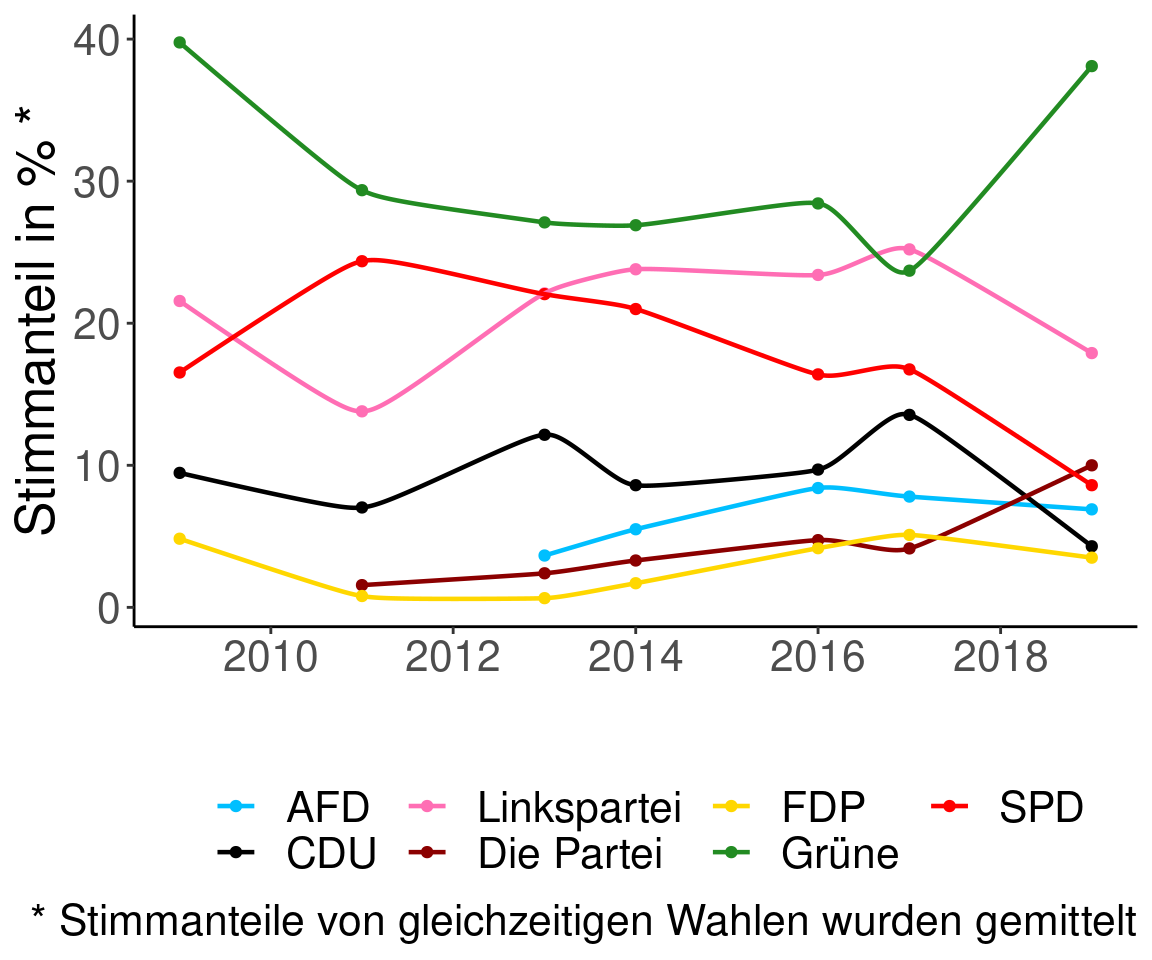 Stimmanteil in % *
40
30
20
10
0
2010 2012 2014 2016 2018
AFD Linkspartei FDP SPD
CDU Die Partei Grüne
* Stimmanteile von gleichzeitigen Wahlen wurden gemittelt